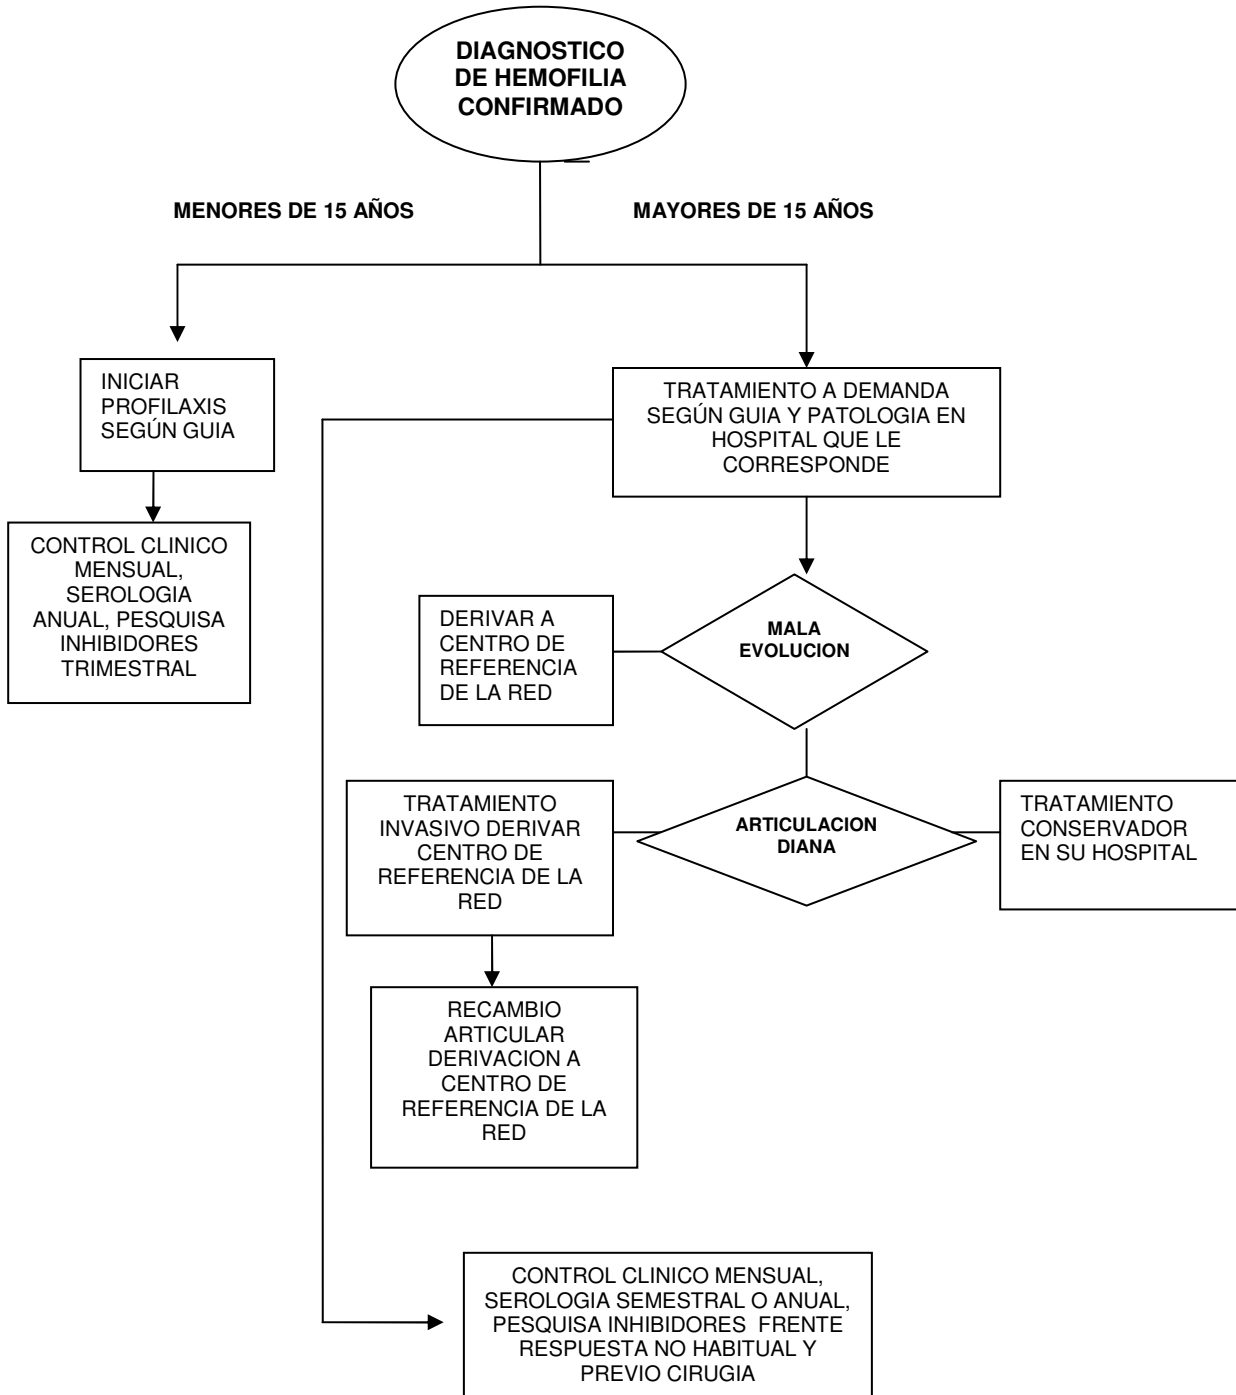 DIAGNOSTICO
DE HEMOFILIA
CONFIRMADO
MENORES DE 15 AÑOS
MAYORES DE 15 AÑOS
INICIAR
PROFILAXIS
SEGÚN GUIA
TRATAMIENTO A DEMANDA
SEGÚN GUIA Y PATOLOGIA EN
HOSPITAL QUE LE
CORRESPONDE
CONTROL CLINICO
MENSUAL,
SEROLOGIA
ANUAL, PESQUISA
INHIBIDORES
TRIMESTRAL
DERIVAR A
CENTRO DE
REFERENCIA
DE LA RED
MALA
EVOLUCION
TRATAMIENTO
INVASIVO DERIVAR
CENTRO DE
REFERENCIA DE LA
RED
ARTICULACION
DIANA
TRATAMIENTO
CONSERVADOR
EN SU HOSPITAL
RECAMBIO
ARTICULAR
DERIVACION A
CENTRO DE
REFERENCIA DE LA
RED
CONTROL CLINICO MENSUAL,
SEROLOGIA SEMESTRAL O ANUAL,
PESQUISA INHIBIDORES  FRENTE
RESPUESTA NO HABITUAL Y
PREVIO CIRUGIA